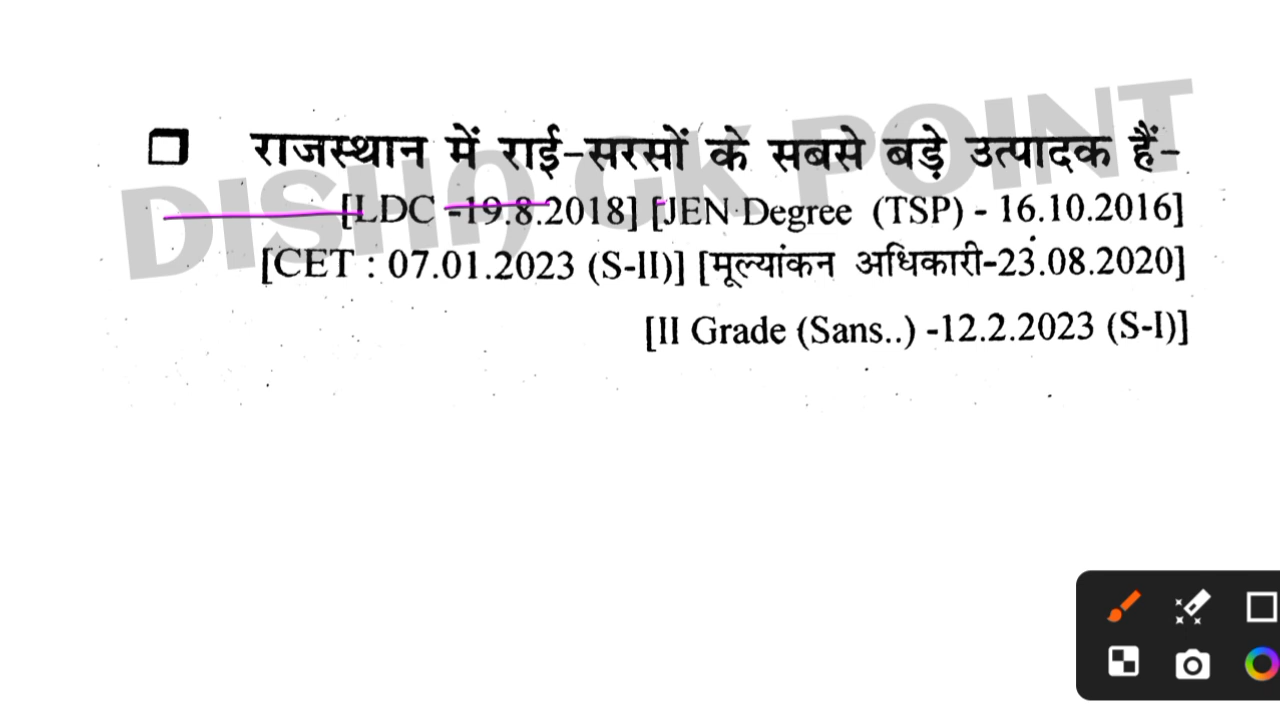 राजस्थान में राई-सरसों के सबसे बड़े उत्पादक हैं-
[LDC -19.8.2018] [JEN Degree (TSP) - 16.10.2016]
[CET : 07.01.2023 (S-II)] [मूल्यांकन अधिकारी-23.08.2020]
[II Grade (Sans..) -12.2.2023 (S-I)]
DISHA GK POINT